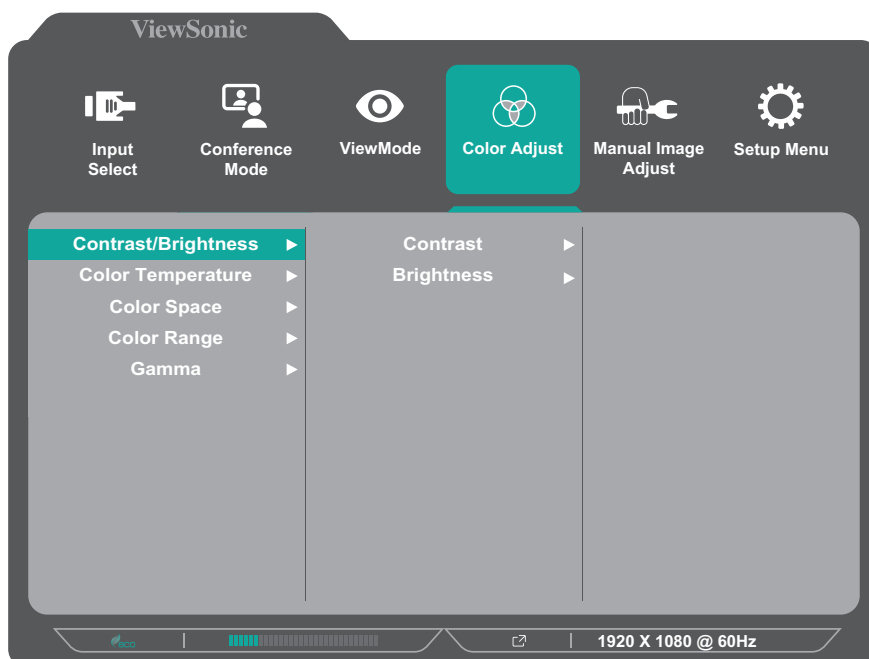 ViewSonic
Input
Select
Conference
Mode
ViewMode
Color Adjust
Manual Image
Adjust
Setup Menu
Contrast/Brightness
Color Temperature
Color Space
Color Range
Gamma
Contrast
Brightness
eco
1920 X 1080 @ 60Hz